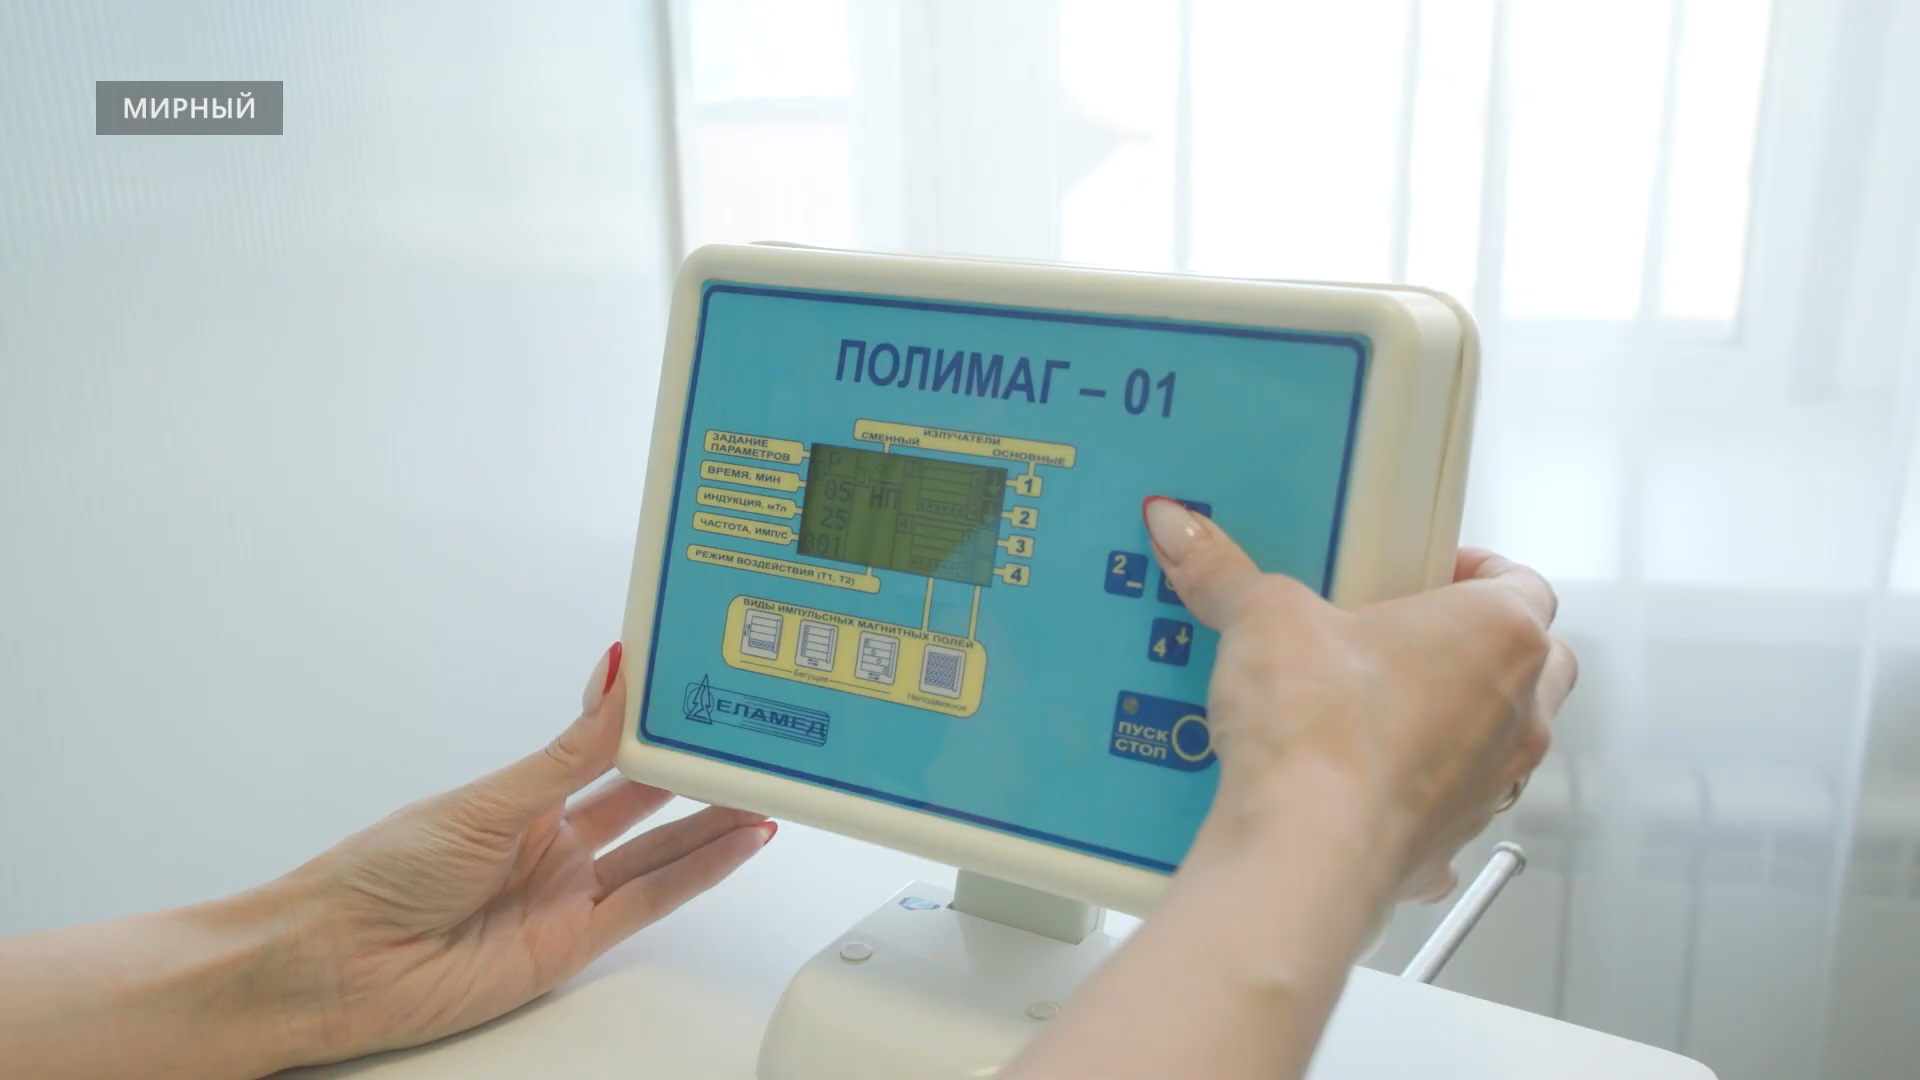 МИРНЫЙ
ПОЛИМАГ – 01
ИЗЛУЧАТЕЛИ
СМЕННЫЙ
ОСНОВНЫЕ
ЗАДАНИЕ
ПАРАМЕТРОВ
ВРЕМЯ, МИН
ИНДУКЦИЯ, мТл
ЧАСТОТА, ИМП/С
РЕЖИМ ВОЗДЕЙСТВИЯ (Т1, Т2)
Р
05 НП
25
001
1
2
3
4
ВИДЫ ИМПУЛЬСНЫХ МАГНИТНЫХ ПОЛЕЙ
Бегущие
Неподвижное
ЕЛАМЕД
2
4
ПУСК
СТОП